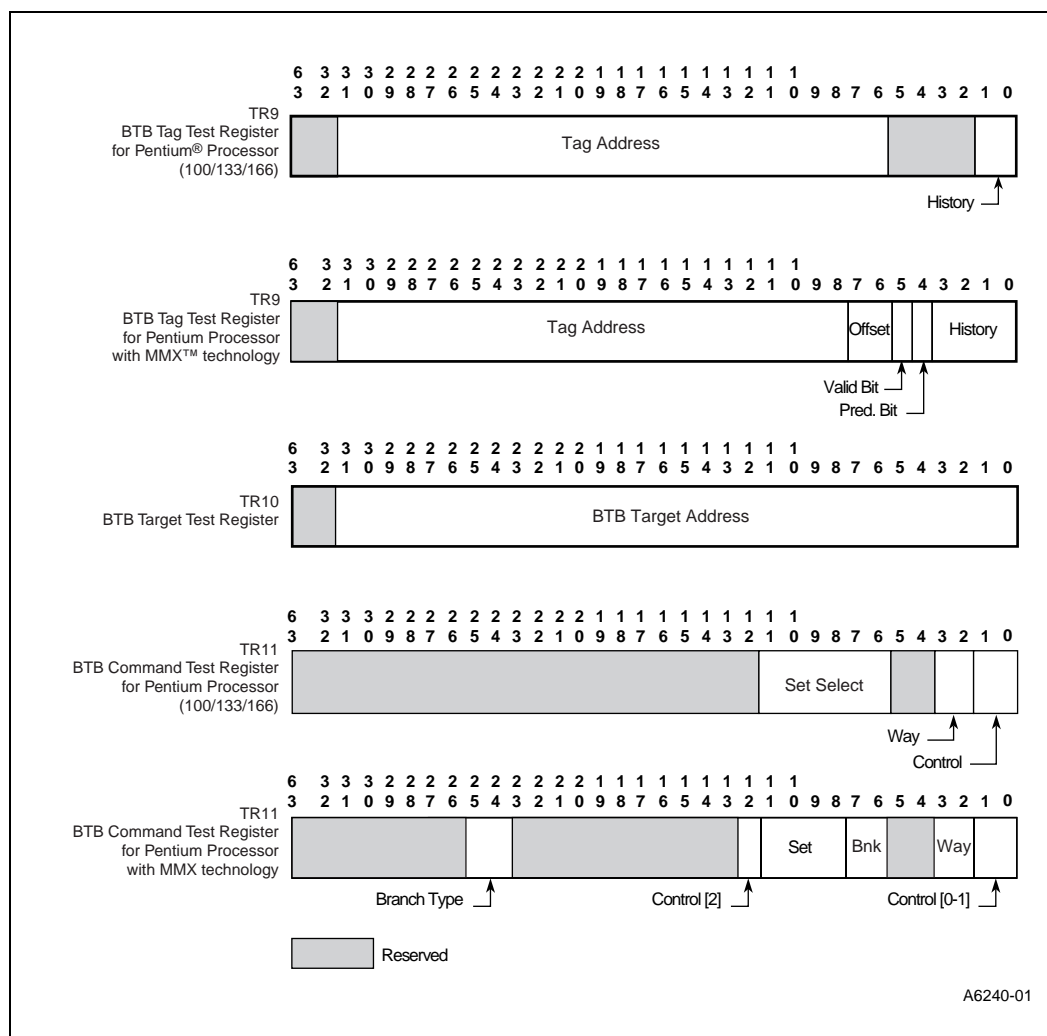 6 3 3 3 2 2 2 2 2 2 2 2 2 2 1 1 1 1 1 1 1 1 1 1
3 2 1 0 9 8 7 6 5 4 3 2 1 0 9 8 7 6 5 4 3 2 1 0 9 8 7 6 5 4 3 2 1 0
TR9
BTB Tag Test Register
for Pentium® Processor
(100/133/166)
Tag Address
History
6 3 3 3 2 2 2 2 2 2 2 2 2 2 1 1 1 1 1 1 1 1 1 1
3 2 1 0 9 8 7 6 5 4 3 2 1 0 9 8 7 6 5 4 3 2 1 0 9 8 7 6 5 4 3 2 1 0
TR9
BTB Tag Test Register
for Pentium Processor
with MMX™ technology
Tag Address
Offset
History
Valid Bit
Pred. Bit
6 3 3 3 2 2 2 2 2 2 2 2 2 2 1 1 1 1 1 1 1 1 1 1
3 2 1 0 9 8 7 6 5 4 3 2 1 0 9 8 7 6 5 4 3 2 1 0 9 8 7 6 5 4 3 2 1 0
TR10
BTB Target Test Register
BTB Target Address
6 3 3 3 2 2 2 2 2 2 2 2 2 2 1 1 1 1 1 1 1 1 1 1
3 2 1 0 9 8 7 6 5 4 3 2 1 0 9 8 7 6 5 4 3 2 1 0 9 8 7 6 5 4 3 2 1 0
TR11
BTB Command Test Register
for Pentium Processor
(100/133/166)
Set Select
Way
Control
6 3 3 3 2 2 2 2 2 2 2 2 2 2 1 1 1 1 1 1 1 1 1 1
3 2 1 0 9 8 7 6 5 4 3 2 1 0 9 8 7 6 5 4 3 2 1 0 9 8 7 6 5 4 3 2 1 0
TR11
BTB Command Test Register
for Pentium Processor
with MMX technology
Set
Bnk
Way
Branch Type
Control [2]
Control [0-1]
Reserved
A6240-01